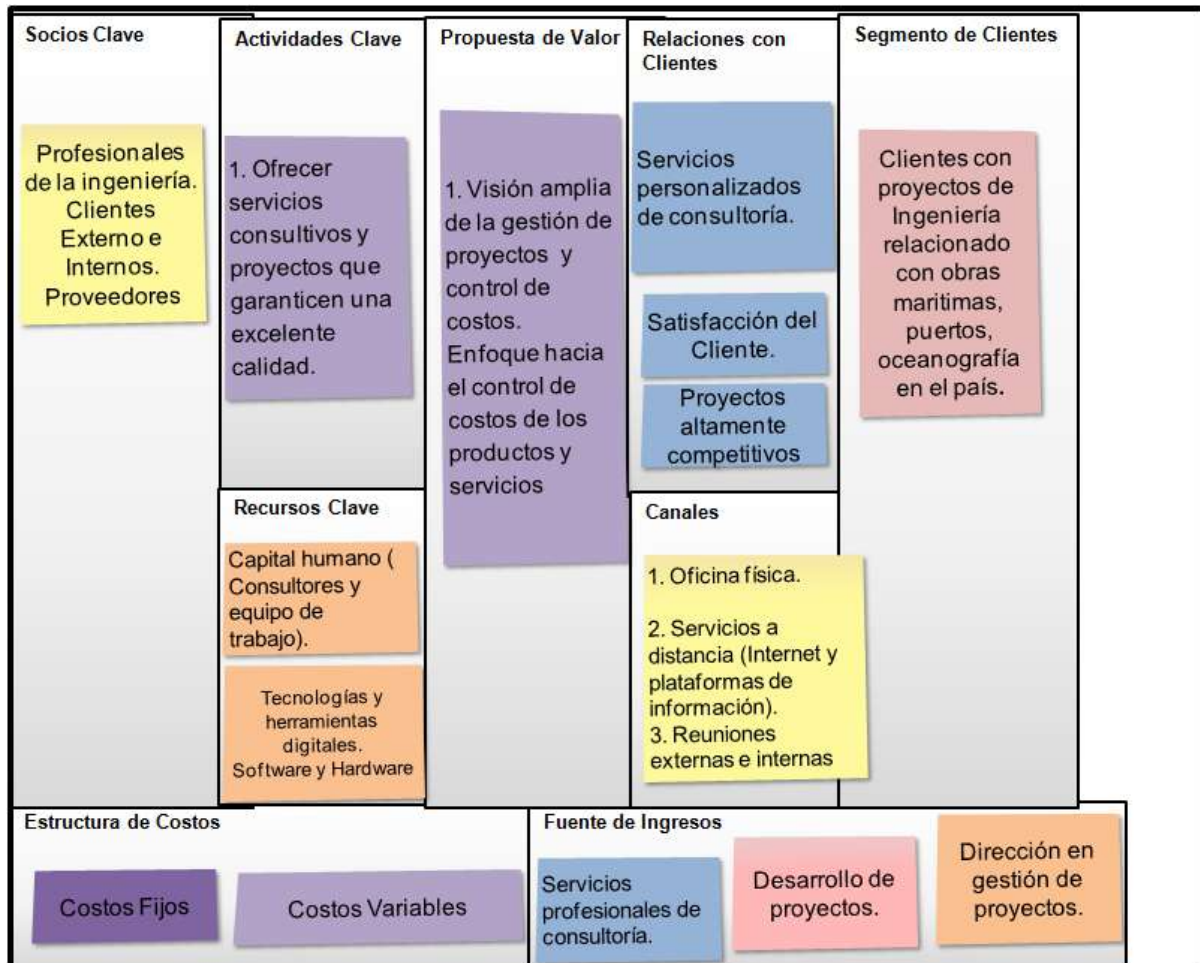 Socios Clave
Profesionales
de la ingeniería.
Clientes
Externo e
Internos.
Proveedores
Actividades Clave
1. Ofrecer
servicios
consultivos y
proyectos que
garanticen una
excelente
calidad.
Recursos Clave
Capital humano (
Consultores y
equipo de
trabajo).
Tecnologías y
herramientas
digitales.
Software y Hardware
Propuesta de Valor
1. Visión amplia
de la gestión de
proyectos y
control de
costos.
Enfoque hacia
el control de
costos de los
productos y
servicios
Relaciones con
Clientes
Servicios
personalizados
de consultoría.
Satisfacción del
Cliente.
Proyectos
altamente
competitivos
Canales
1. Oficina física.
2. Servicios a
distancia (Internet y
plataformas de
información).
3. Reuniones
externas e internas
Segmento de Clientes
Clientes con
proyectos de
Ingeniería
relacionado
con obras
maritimas,
puertos,
oceanografía
en el país.
Estructura de Costos
Costos Fijos
Costos Variables
Fuente de Ingresos
Servicios
profesionales de
consultoría.
Desarrollo de
proyectos.
Dirección en
gestión de
proyectos.